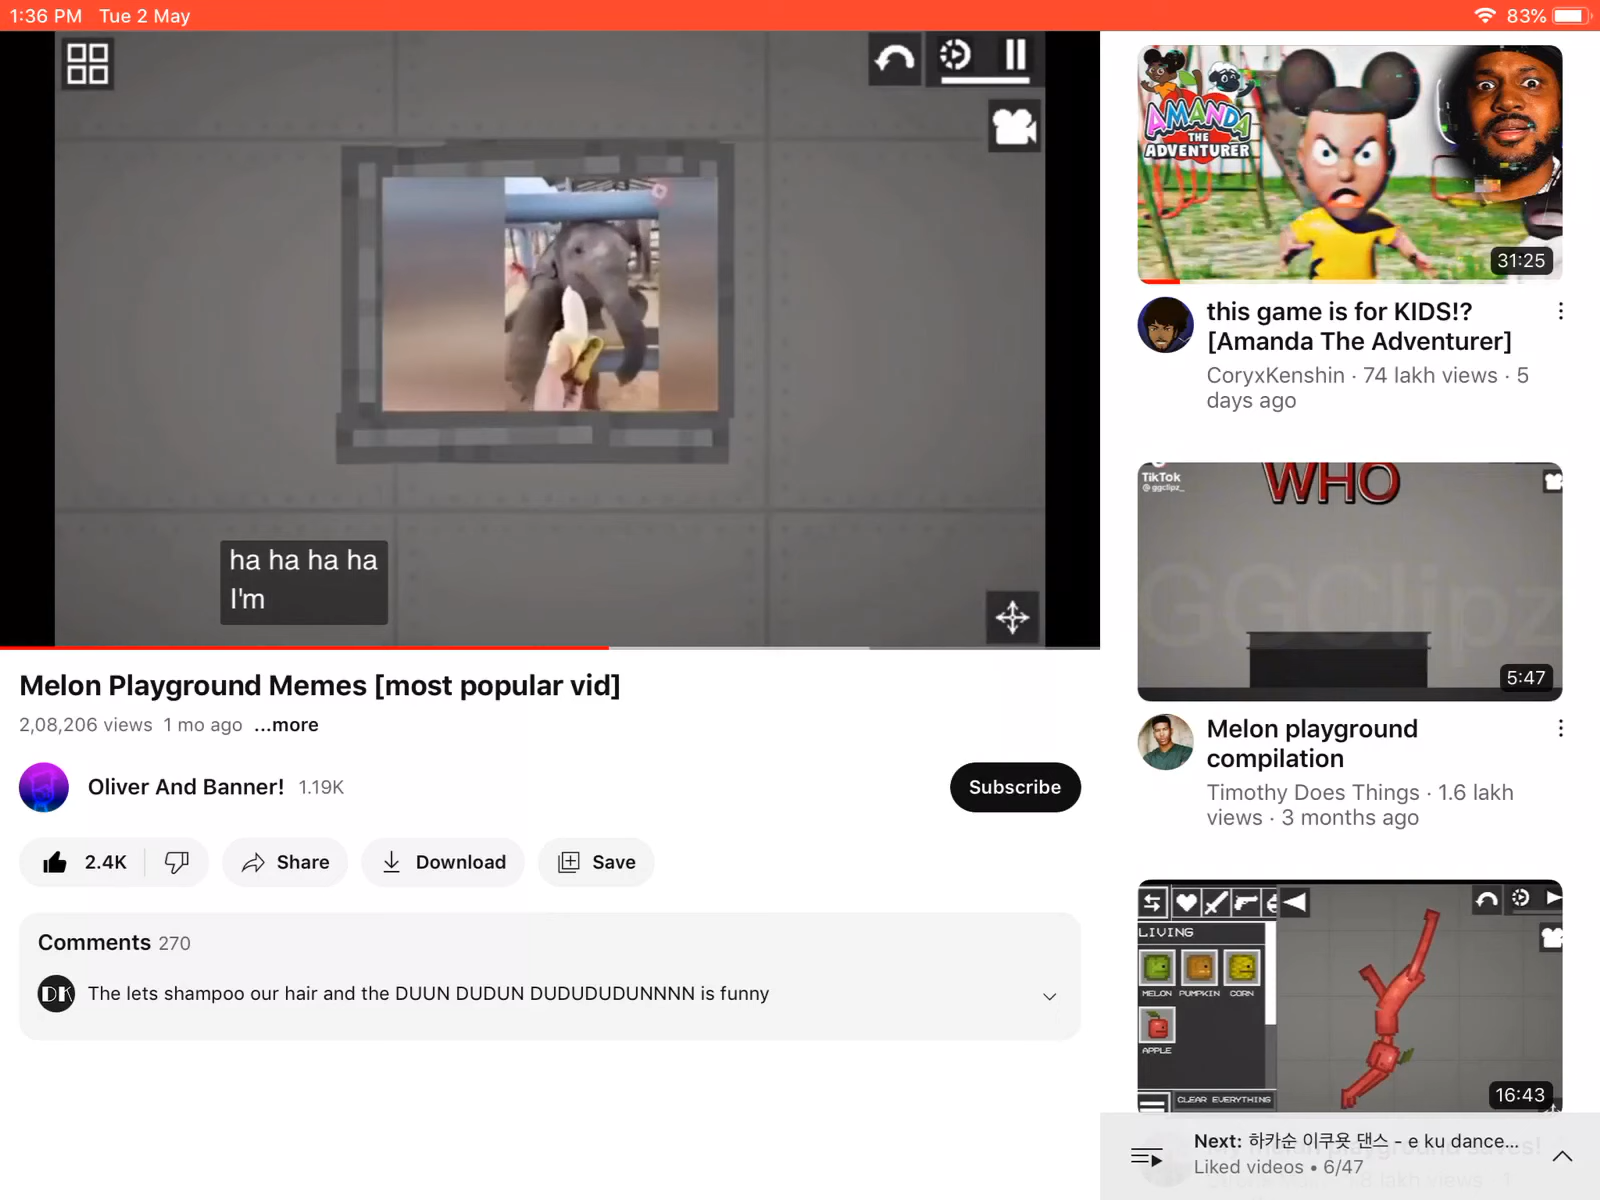 1:36 PM Tue 2 May
83%
ha ha ha ha
I'm
Melon Playground Memes [most popular vid]
2,08,206 views 1 mo ago ...more
Oliver And Banner! 1.19K
Subscribe
2.4K
Share
Download
Save
Comments 270
DK
The lets shampoo our hair and the DUUN DUDUN DUDUDUDUNNNN is funny
AMANDA
THE
ADVENTURER
31:25
this game is for KIDS!?
[Amanda The Adventurer]
CoryxKenshin · 74 lakh views · 5
days ago
TikTok
@ggclipz_
WHO
GGClipz
5:47
Melon playground
compilation
Timothy Does Things · 1.6 lakh
views · 3 months ago
LIVING
MELON PUMPKIN CORN
APPLE
CLEAR EVERYTHING
16:43
Next: 하카순 이쿠욧 댄스 - e ku dance...
Liked videos • 6/47